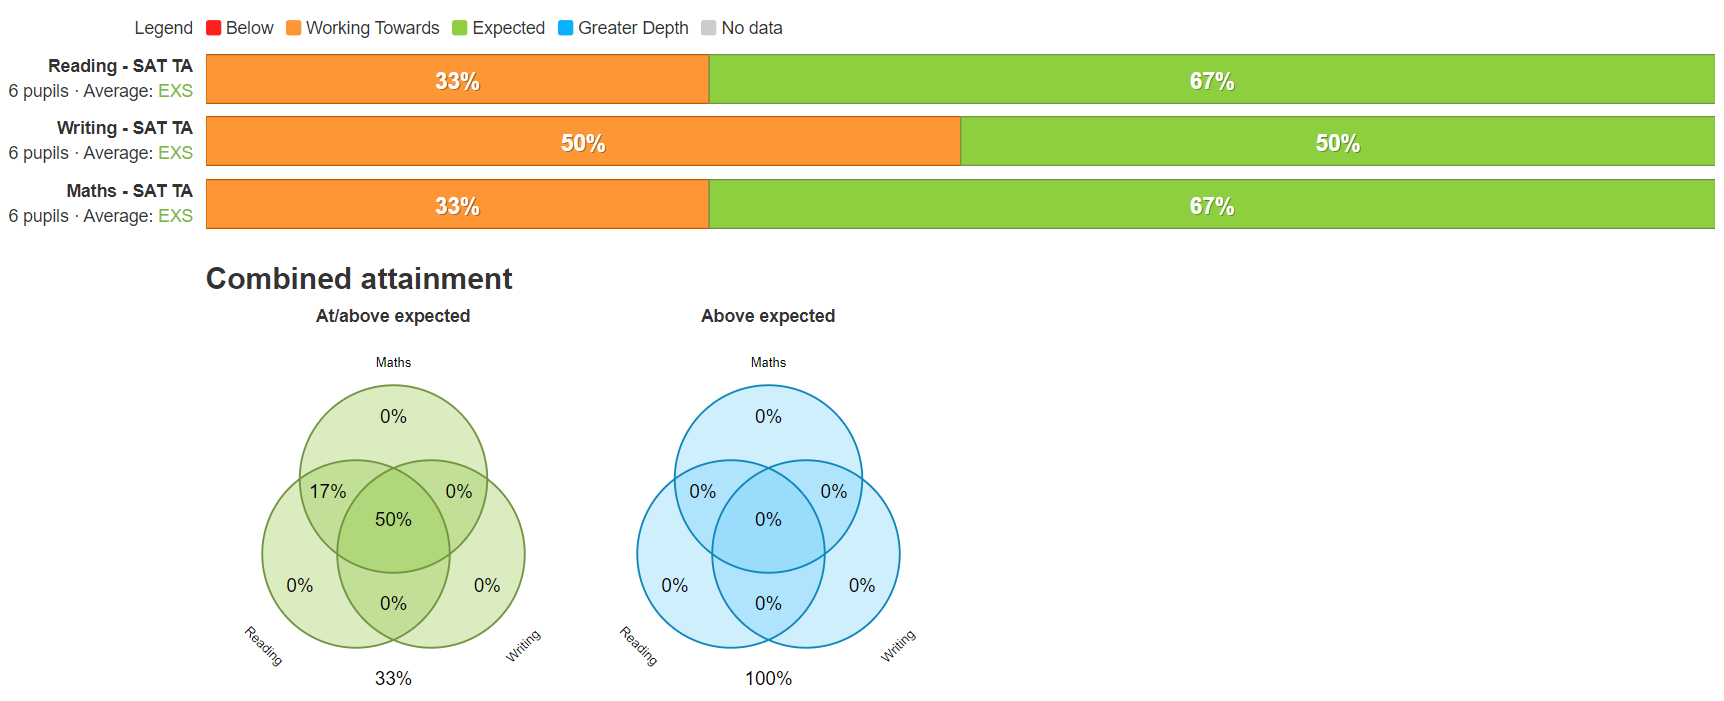 Legend Below Working Towards Expected Greater Depth No data
Reading - SAT TA
6 pupils · Average: EXS
33% 67%
Writing - SAT TA
6 pupils · Average: EXS
50% 50%
Maths - SAT TA
6 pupils · Average: EXS
33% 67%
Combined attainment
At/above expected
Maths
0%
17% 0%
50%
0% 0%
0%
Reading Writing
33%
Above expected
Maths
0%
0% 0%
0%
0% 0%
0%
Reading Writing
100%